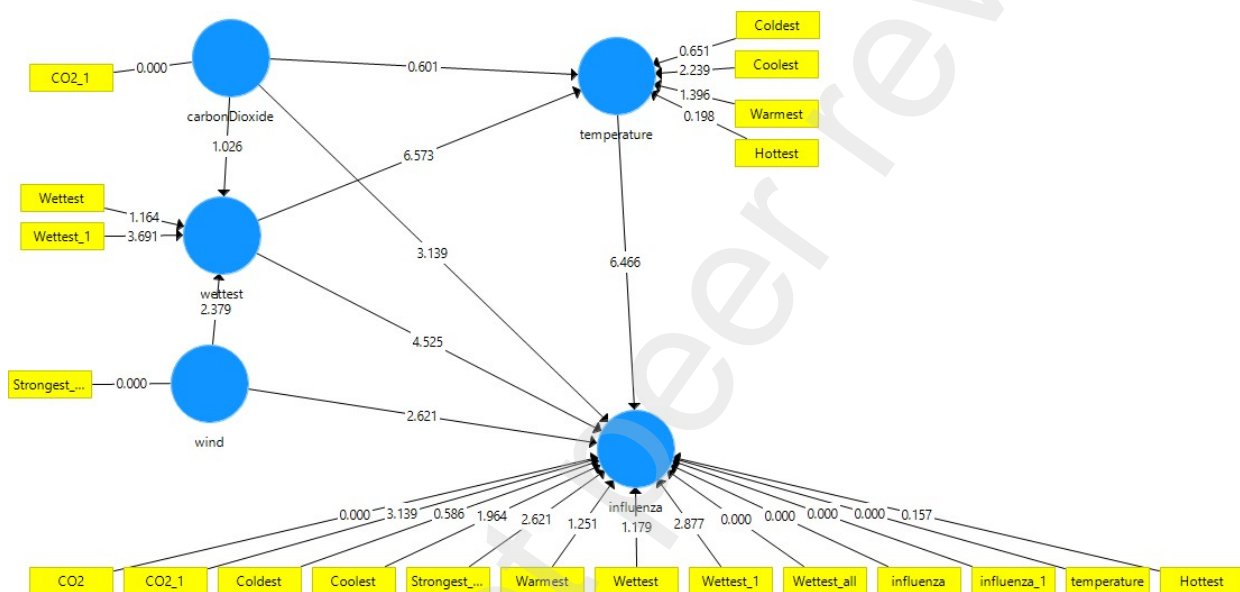 Coldest
0.651
CO2_1
0.000
0.601
2.239
Coolest
1.396
Warmest
0.198
carbonDioxide
temperature
1.026
Hottest
6.573
Wettest
1.164
Wettest_1
3.691
3.139
6.466
wettest
2.379
4.525
Strongest_...
0.000
2.621
wind
influenza
0.000 3.139 0.586 1.964 2.621 1.251 1.179 2.877 0.000 0.000 0.000 0.157
CO2 CO2_1 Coldest Coolest Strongest_... Warmest Wettest Wettest_1 Wettest_all influenza influenza_1 temperature Hottest
t peer rev